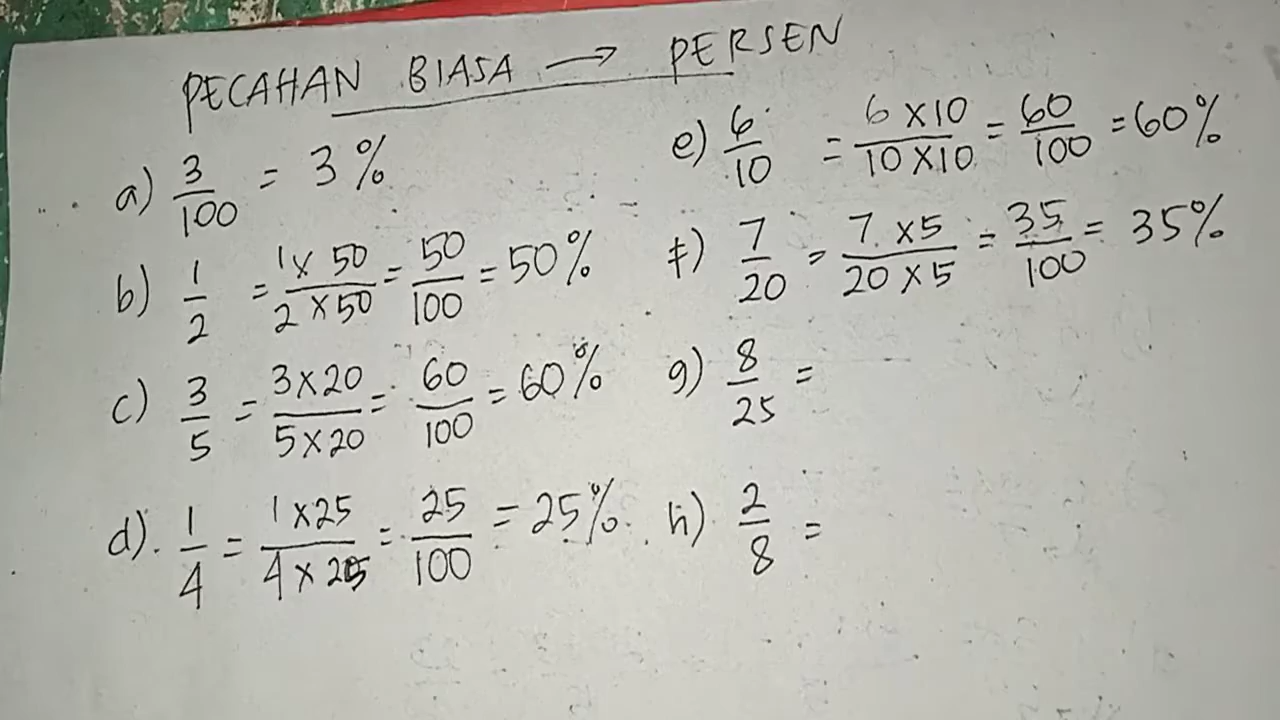 PECAHAN BIASA → PERSEN
a) 3/100 = 3%
b) 1/2 = 1 x 50 / 2 x 50 = 50/100 = 50%
c) 3/5 = 3 x 20 / 5 x 20 = 60/100 = 60%
d). 1/4 = 1 x 25 / 4 x 25 = 25/100 = 25%
e) 6/10 = 6 x 10 / 10 x 10 = 60/100 = 60%
f) 7/20 = 7 x 5 / 20 x 5 = 35/100 = 35%
g) 8/25 =
h) 2/8 =